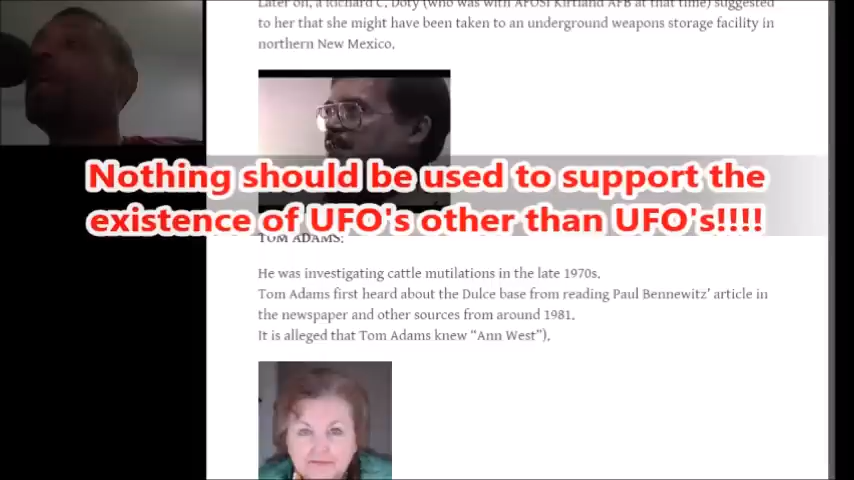 Later on, a Richard C. Doty (who was with AFOSI Kirtland AFB at that time) suggested
to her that she might have been taken to an underground weapons storage facility in
northern New Mexico.
Nothing should be used to support the
existence of UFO's other than UFO's!!!!
TOM ADAMS:
He was investigating cattle mutilations in the late 1970s.
Tom Adams first heard about the Dulce base from reading Paul Bennewitz’ article in
the newspaper and other sources from around 1981.
It is alleged that Tom Adams knew “Ann West”).